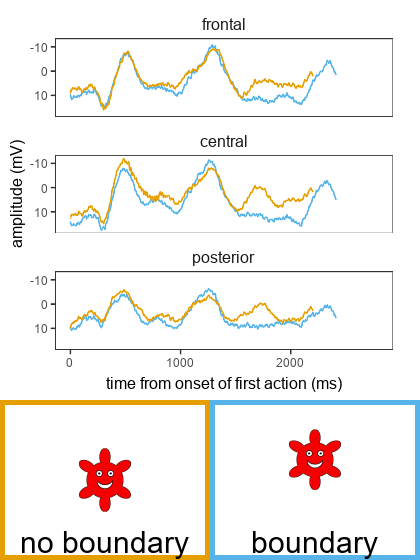 frontal
-10
0
10
central
-10
0
10
amplitude (mV)
posterior
-10
0
10
0 1000 2000
time from onset of first action (ms)
no boundary
boundary